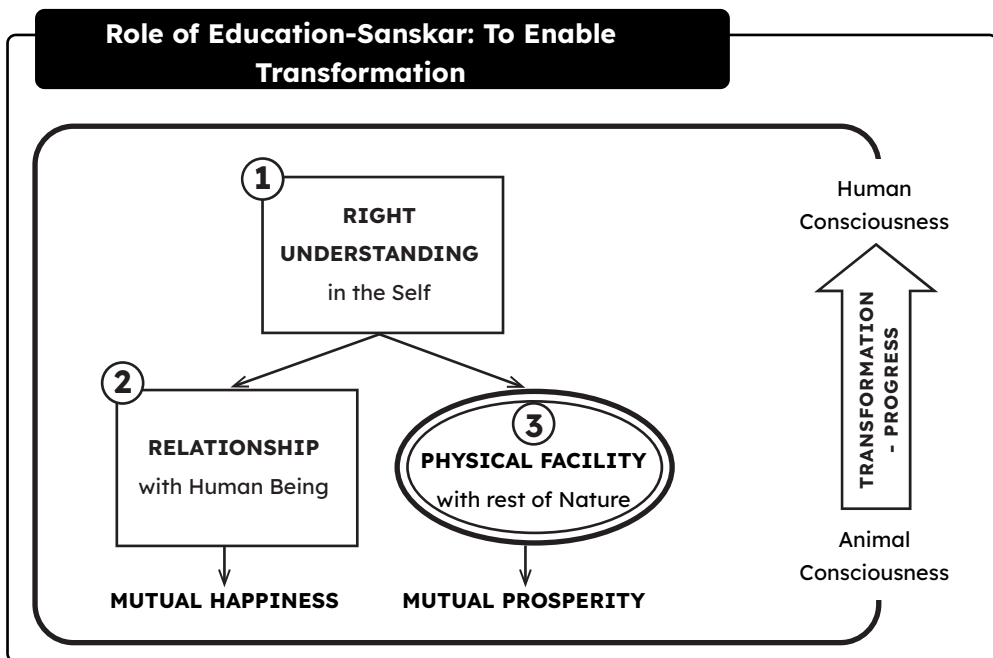 Role of Education-Sanskar: To Enable
Transformation
1
RIGHT
UNDERSTANDING
in the Self
2
RELATIONSHIP
with Human Being
3
PHYSICAL FACILITY
with rest of Nature
MUTUAL HAPPINESS
MUTUAL PROSPERITY
Human
Consciousness
TRANSFORMATION
- PROGRESS
Animal
Consciousness